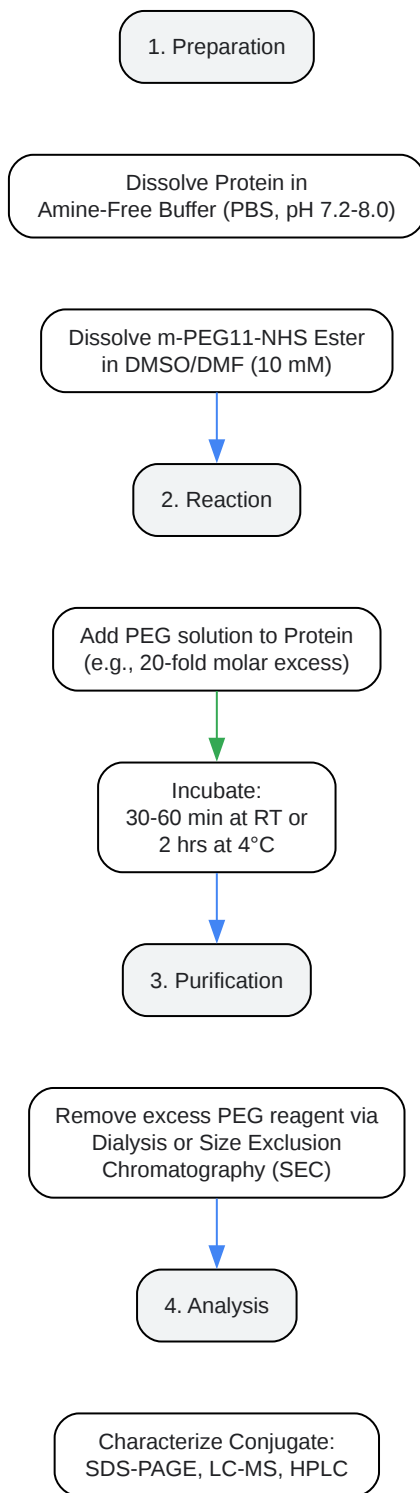 1. Preparation
Dissolve Protein in
Amine-Free Buffer (PBS, pH 7.2-8.0)
Dissolve m-PEG11-NHS Ester
in DMSO/DMF (10 mM)
2. Reaction
Add PEG solution to Protein
(e.g., 20-fold molar excess)
Incubate:
30-60 min at RT or
2 hrs at 4°C
3. Purification
Remove excess PEG reagent via
Dialysis or Size Exclusion
Chromatography (SEC)
4. Analysis
Characterize Conjugate:
SDS-PAGE, LC-MS, HPLC